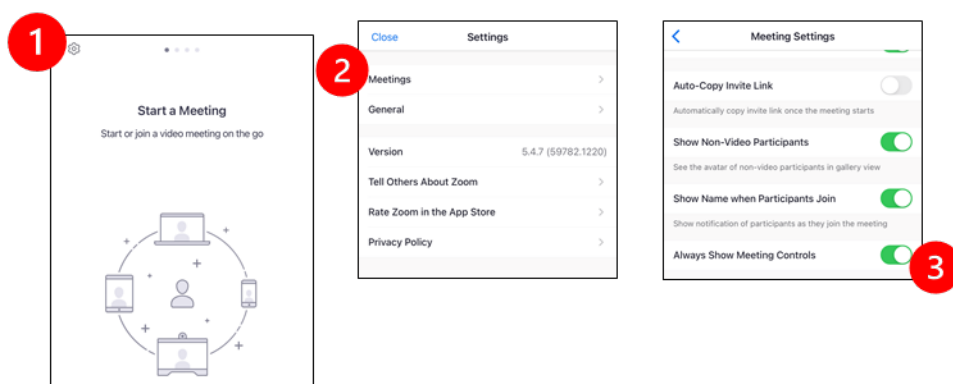 1
Start a Meeting
Start or join a video meeting on the go
2
Close Settings
Meetings
General
Version 5.4.7 (59782.1220)
Tell Others About Zoom
Rate Zoom in the App Store
Privacy Policy
Meeting Settings
Auto-Copy Invite Link
Automatically copy invite link once the meeting starts
Show Non-Video Participants
See the avatar of non-video participants in gallery view
Show Name when Participants Join
Show notification of participants as they join the meeting
Always Show Meeting Controls
3